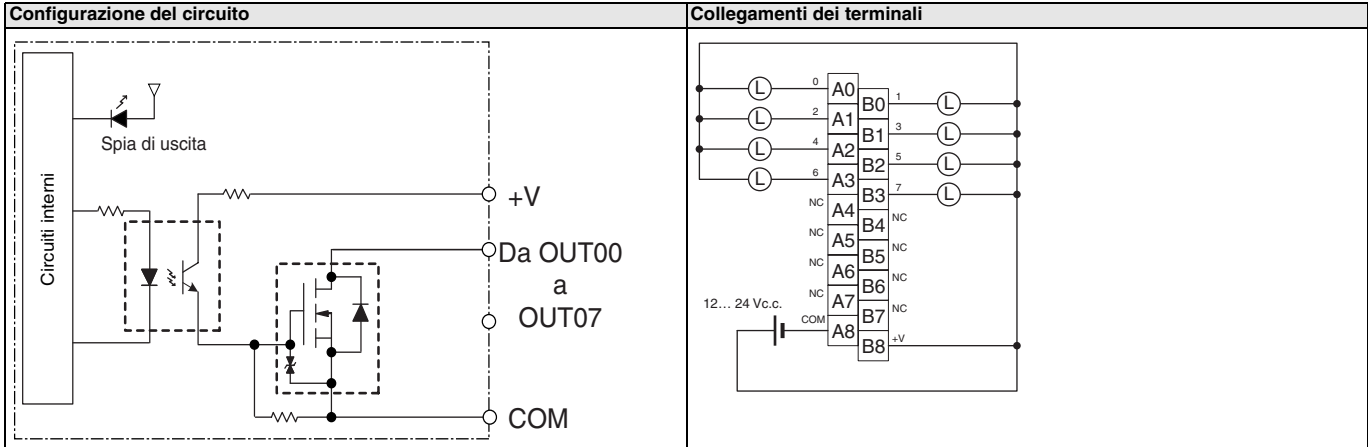 Configurazione del circuito
Collegamenti dei terminali
Circuiti interni
Spia di uscita
+V
Da OUT00
a
OUT07
COM
L 0 A0
B0 1 L
L 2 A1
B1 3 L
L 4 A2
B2 5 L
L 6 A3
B3 7 L
NC A4
B4 NC
NC A5
B5 NC
NC A6
B6 NC
NC A7
B7 NC
12… 24 Vc.c.
COM A8
B8 +V